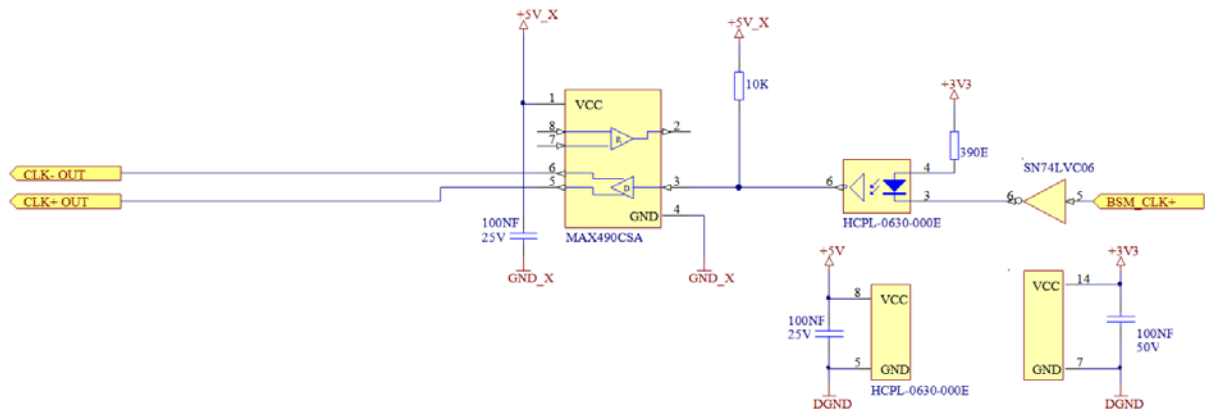 +5V_X
+5V_X
10K
+3V3
390E
1
VCC
8
7
R
2
6
5
D
3
GND
4
6
4
3
SN74LVC06
6
5
BSM_CLK+
CLK- OUT
CLK+ OUT
100NF
25V
MAX490CSA
HCPL-0630-000E
GND_X
GND_X
+5V
8
VCC
100NF
25V
5
GND
HCPL-0630-000E
DGND
+3V3
VCC
14
100NF
50V
GND
7
DGND